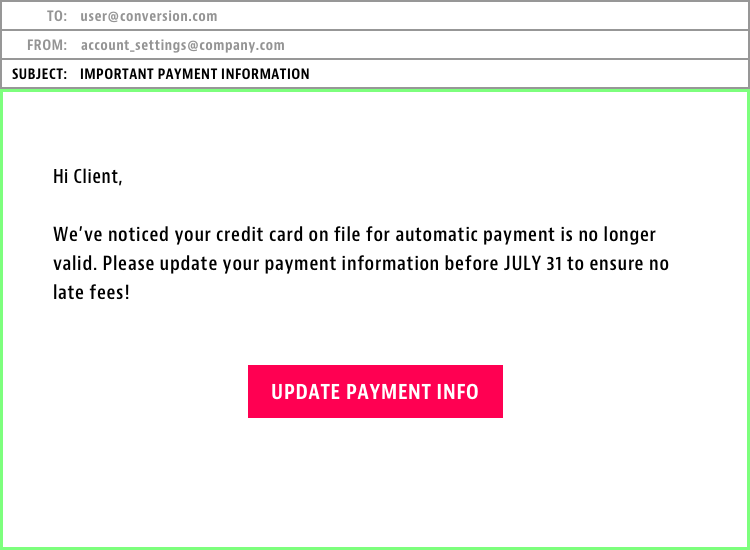 TO: user@conversion.com
FROM: account_settings@company.com
SUBJECT: IMPORTANT PAYMENT INFORMATION
Hi Client,
We’ve noticed your credit card on file for automatic payment is no longer
valid. Please update your payment information before JULY 31 to ensure no
late fees!
UPDATE PAYMENT INFO